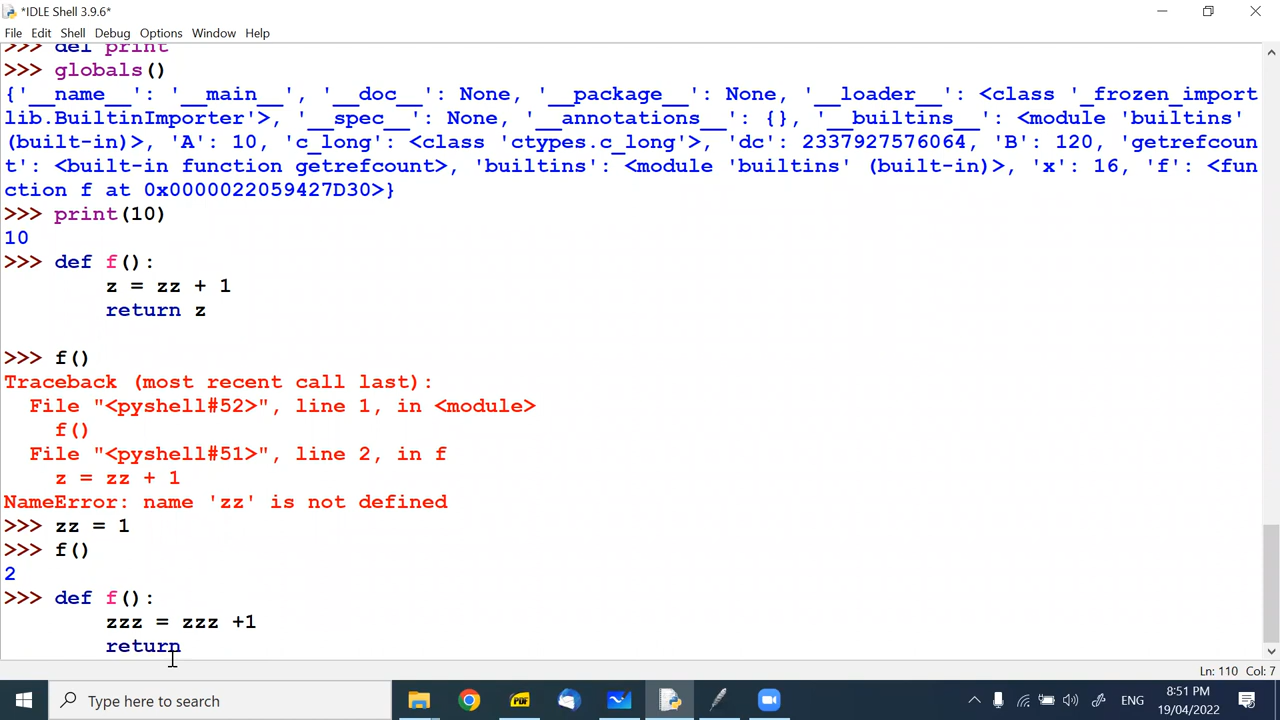 *IDLE Shell 3.9.6*
File Edit Shell Debug Options Window Help
>>> del print
>>> globals()
{'__name__': '__main__', '__doc__': None, '__package__': None, '__loader__': <class '_frozen_import
lib.BuiltinImporter'>, '__spec__': None, '__annotations__': {}, '__builtins__': <module 'builtins'
(built-in)>, 'A': 10, 'c_long': <class 'ctypes.c_long'>, 'dc': 2337927576064, 'B': 120, 'getrefcoun
t': <built-in function getrefcount>, 'builtins': <module 'builtins' (built-in)>, 'x': 16, 'f': <fun
ction f at 0x0000022059427D30>}
>>> print(10)
10
>>> def f():
z = zz + 1
return z
>>> f()
Traceback (most recent call last):
File "<pyshell#52>", line 1, in <module>
f()
File "<pyshell#51>", line 2, in f
z = zz + 1
NameError: name 'zz' is not defined
>>> zz = 1
>>> f()
2
>>> def f():
zzz = zzz +1
return
Ln: 110 Col: 7
Type here to search
PDF
ENG
8:51 PM
19/04/2022